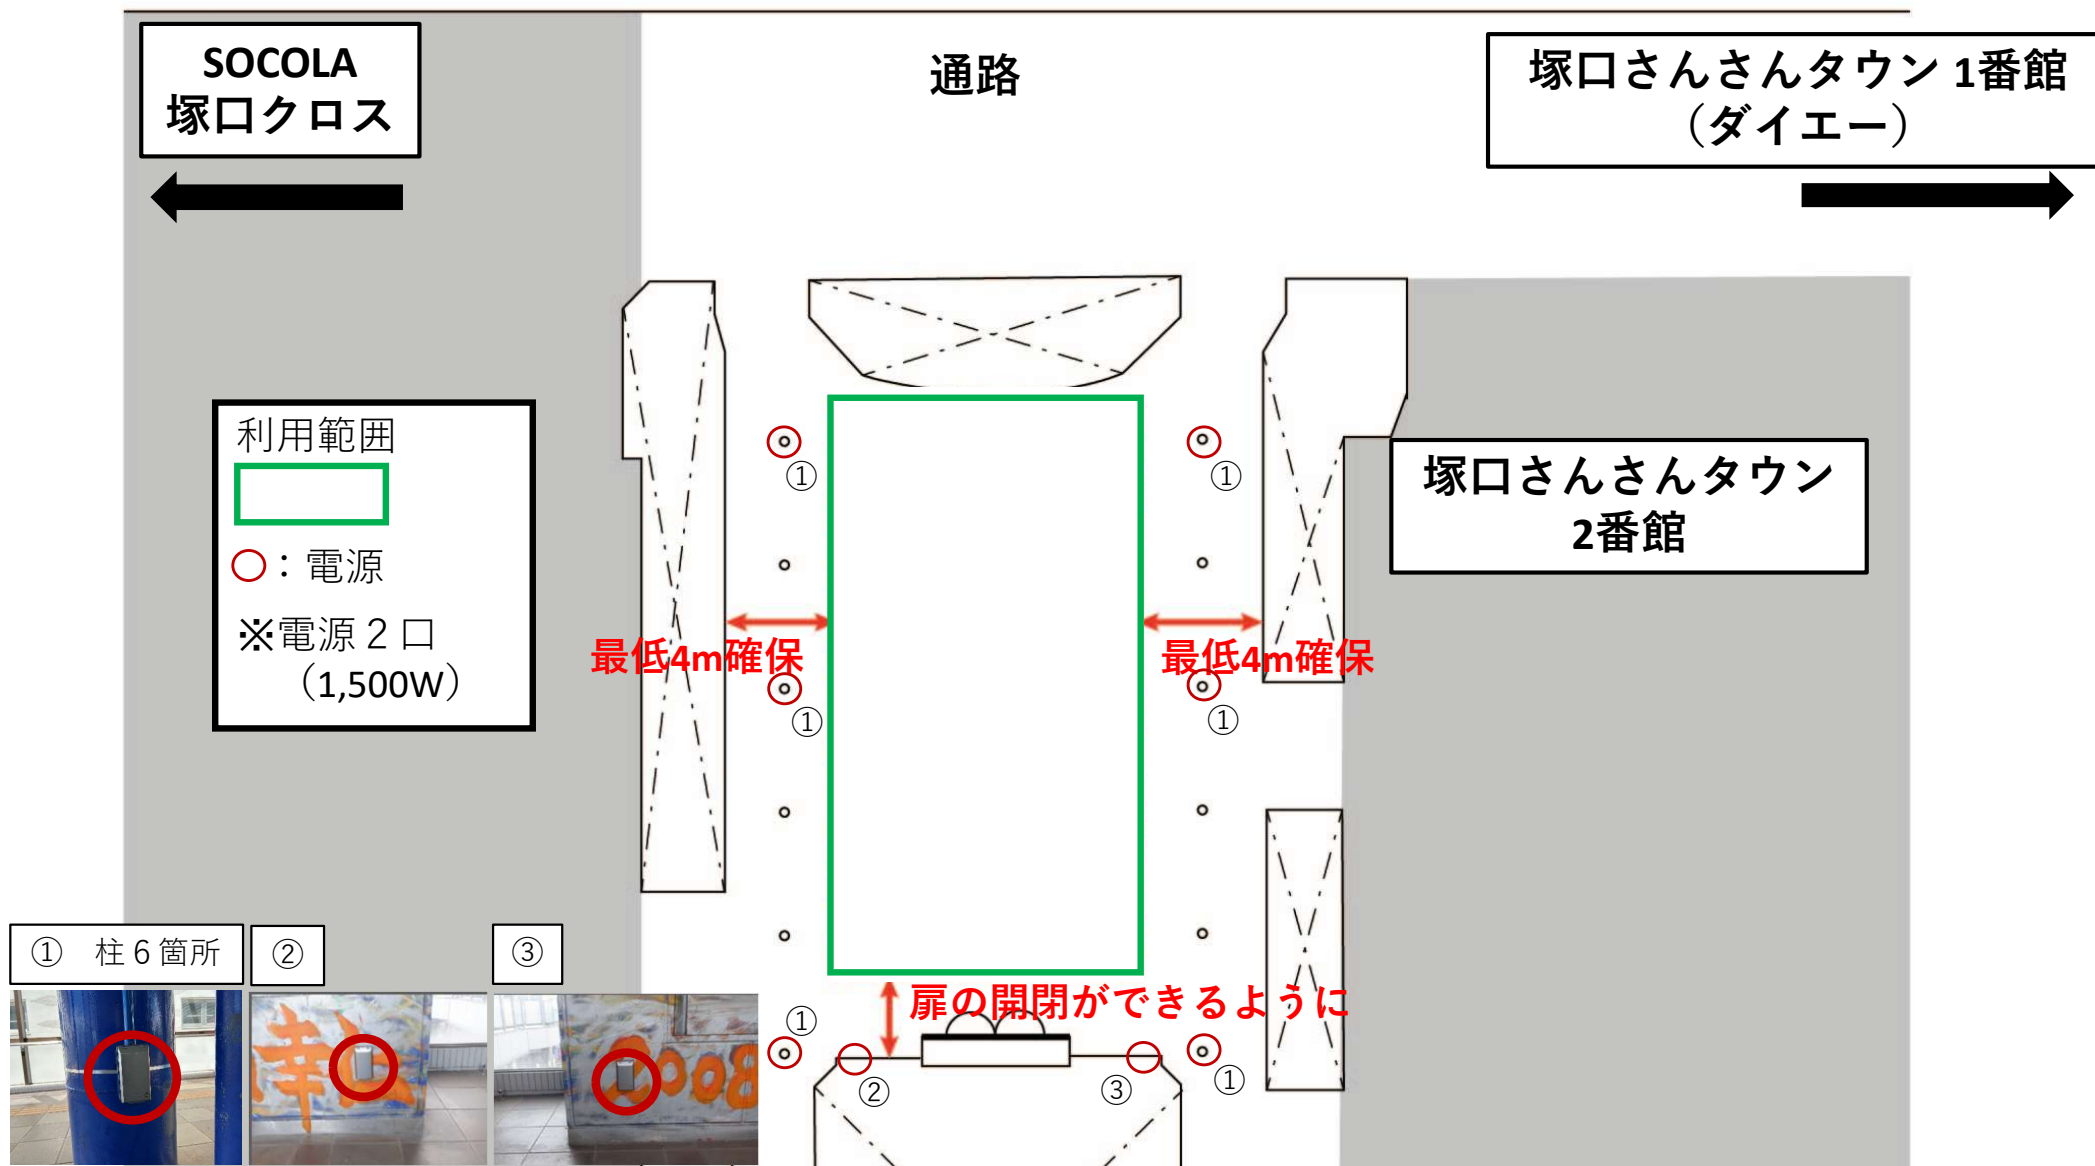 SOCOLA
塚口クロス
通路
塚口さんさんタウン 1番館
（ダイエー）
利用範囲
：電源
※電源２口
（1,500W）
①
①
塚口さんさんタウン
2番館
最低4m確保
最低4m確保
①
①
扉の開閉ができるように
①
②
③
①
①　柱６箇所
②
③
2008